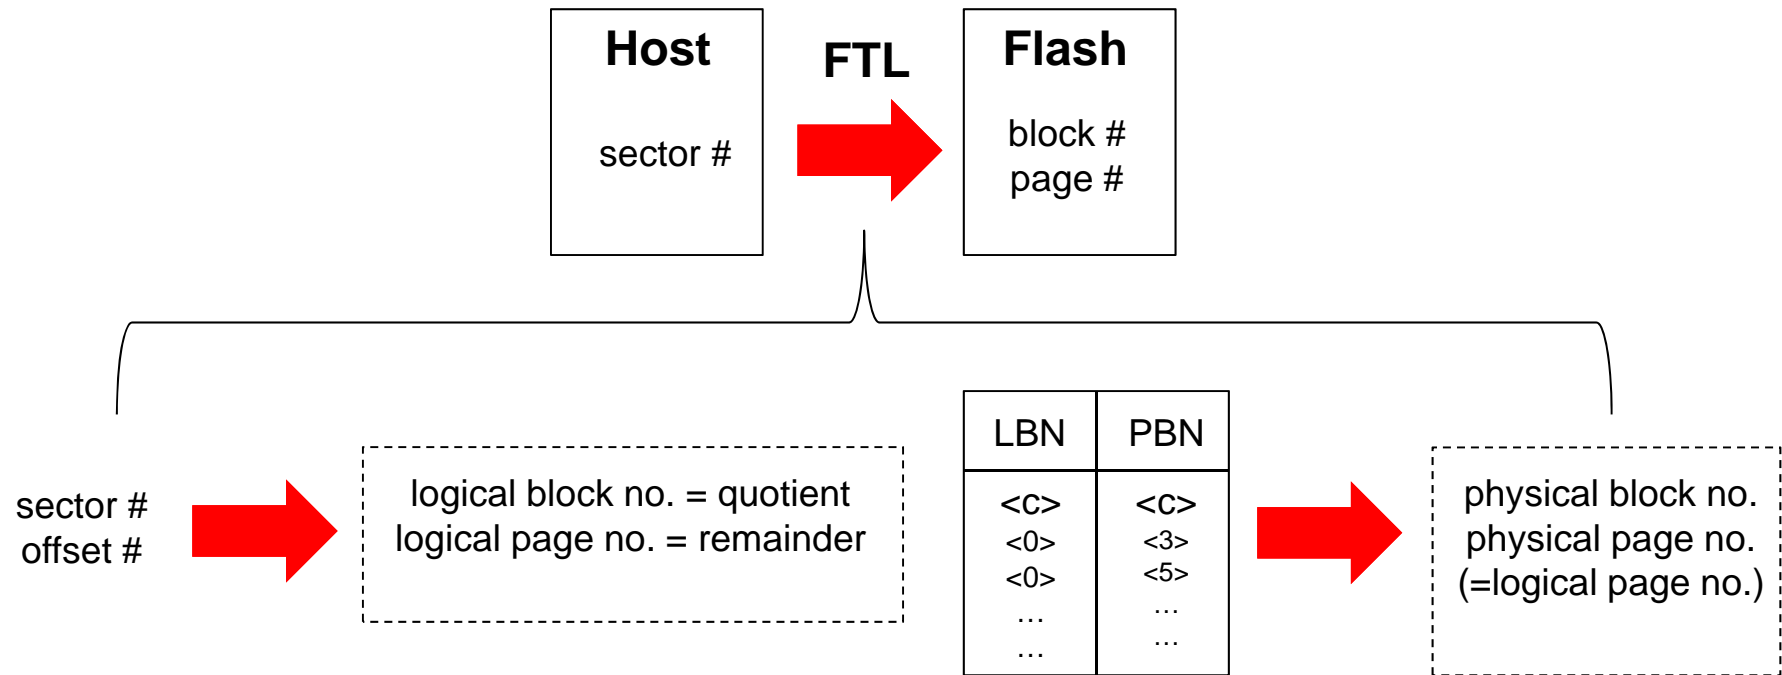 Host
FTL
Flash
sector #
block #
page #
sector #
offset #
logical block no. = quotient
logical page no. = remainder
LBN PBN
<c> <c>
<0> <3>
<0> <5>
... ...
... ...
physical block no.
physical page no.
(=logical page no.)